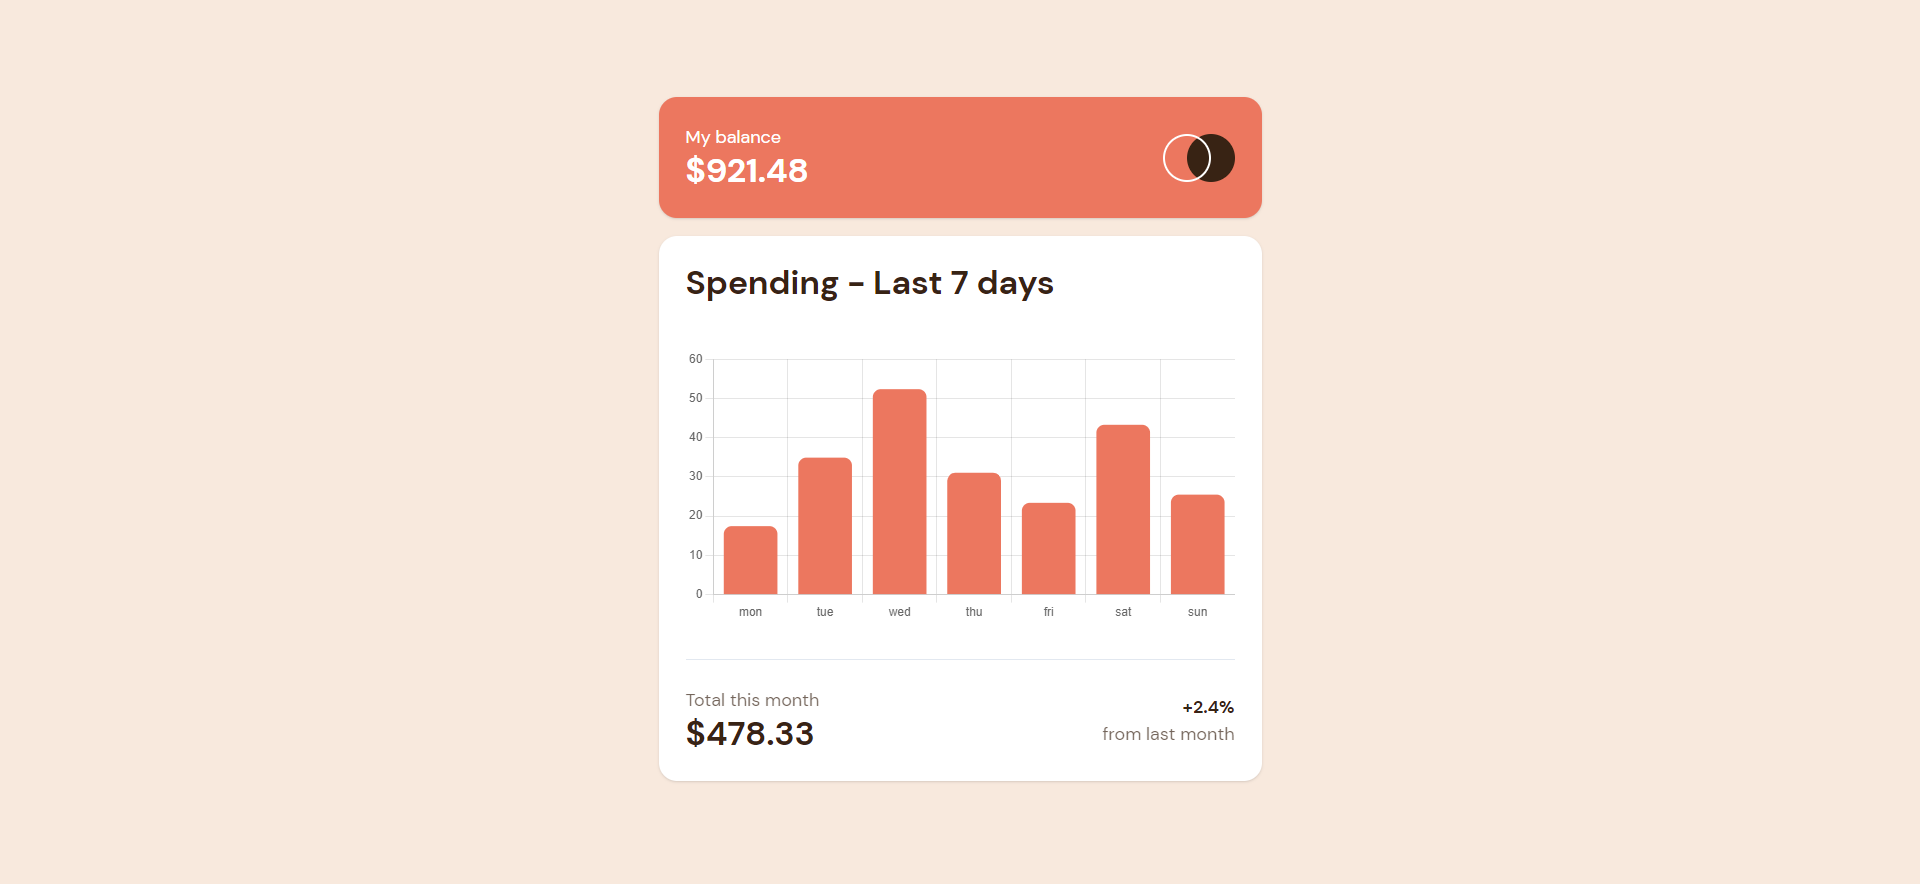 My balance
$921.48
Spending - Last 7 days
60
50
40
30
20
10
0
mon tue wed thu fri sat sun
Total this month
$478.33
+2.4%
from last month